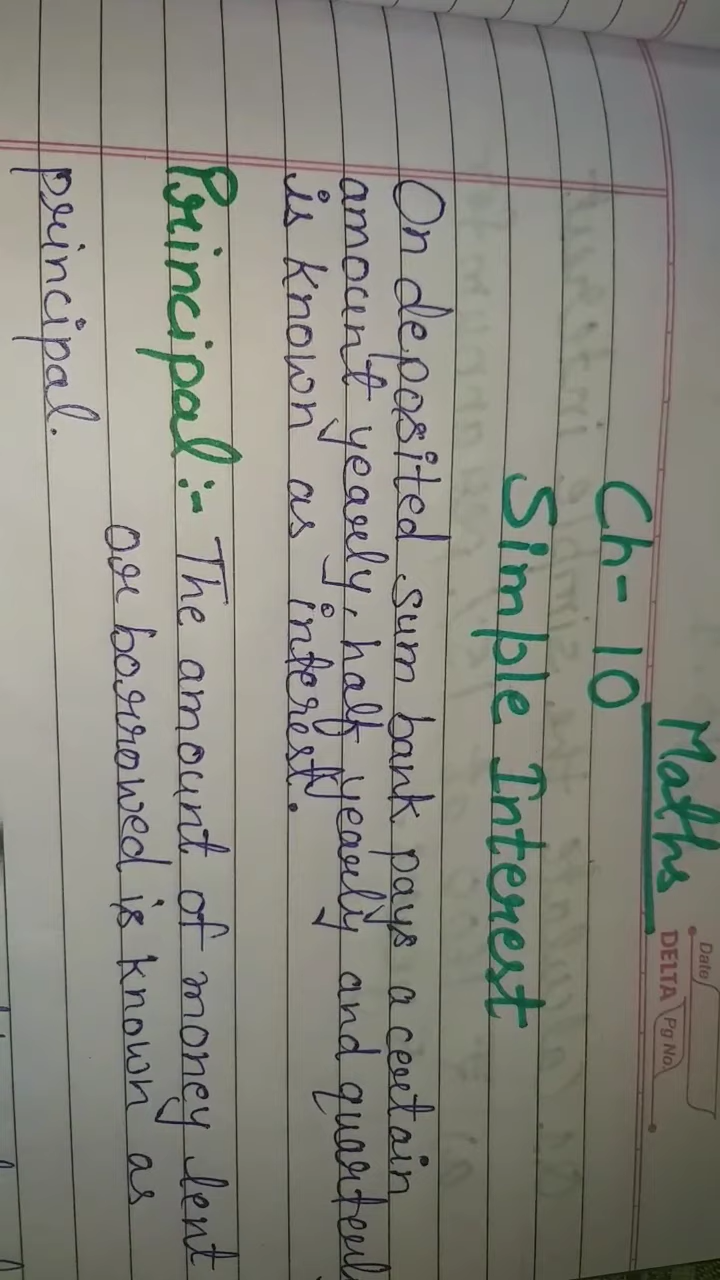 Maths
Date
DELTA Pg No.
Ch- 10
Simple Interest
On deposited sum bank pays a certain
amount yearly, half yearly and quarterly
is known as interest.
Principal :- The amount of money lent
or borrowed is known as
principal.